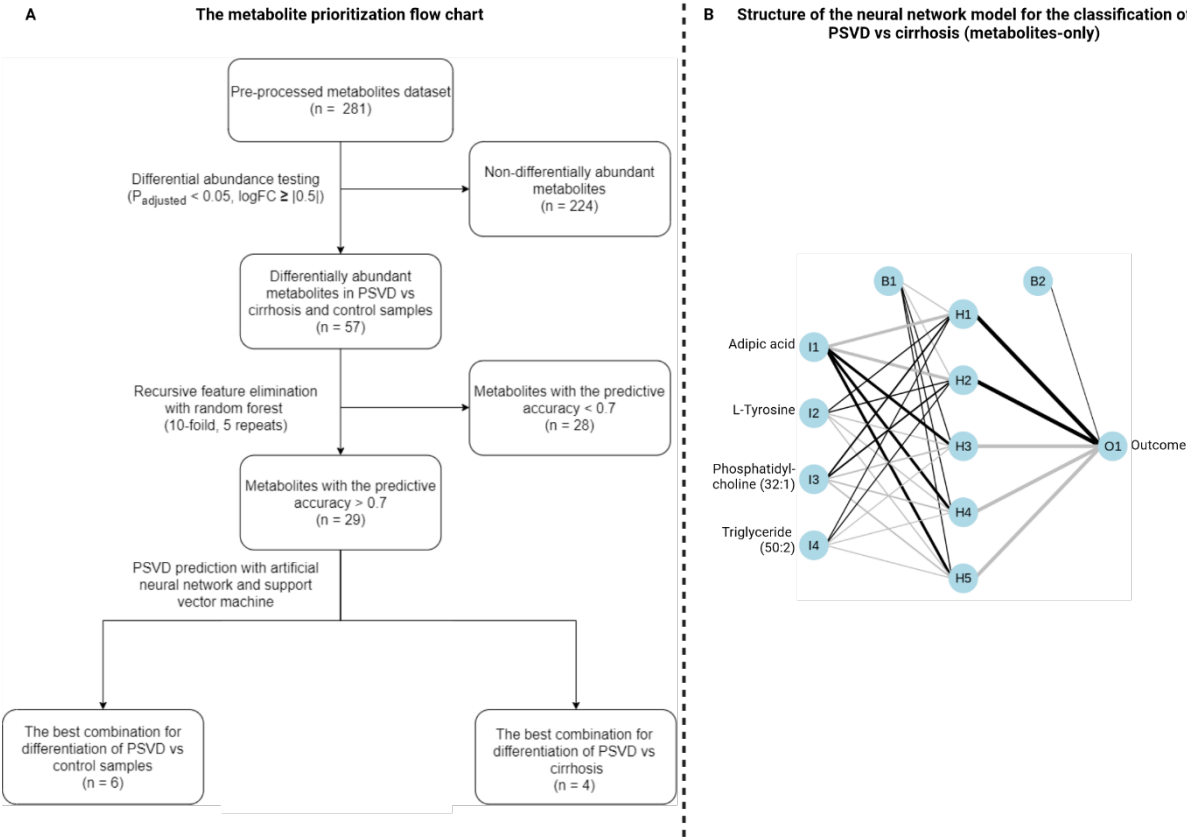 A
The metabolite prioritization flow chart
Pre-processed metabolites dataset
(n = 281)
Differential abundance testing
(Padjusted < 0.05, logFC ≥ |0.5|)
Non-differentially abundant
metabolites
(n = 224)
Differentially abundant
metabolites in PSVD vs
cirrhosis and control samples
(n = 57)
Recursive feature elimination
with random forest
(10-foild, 5 repeats)
Metabolites with the predictive
accuracy < 0.7
(n = 28)
Metabolites with the predictive
accuracy > 0.7
(n = 29)
PSVD prediction with artificial
neural network and support
vector machine
The best combination for
differentiation of PSVD vs
control samples
(n = 6)
The best combination for
differentiation of PSVD vs
cirrhosis
(n = 4)
B
Structure of the neural network model for the classification of
PSVD vs cirrhosis (metabolites-only)
B1
B2
H1
Adipic acid
I1
H2
L-Tyrosine
I2
H3
O1
Outcome
Phosphatidyl-
choline (32:1)
I3
H4
Triglyceride
(50:2)
I4
H5